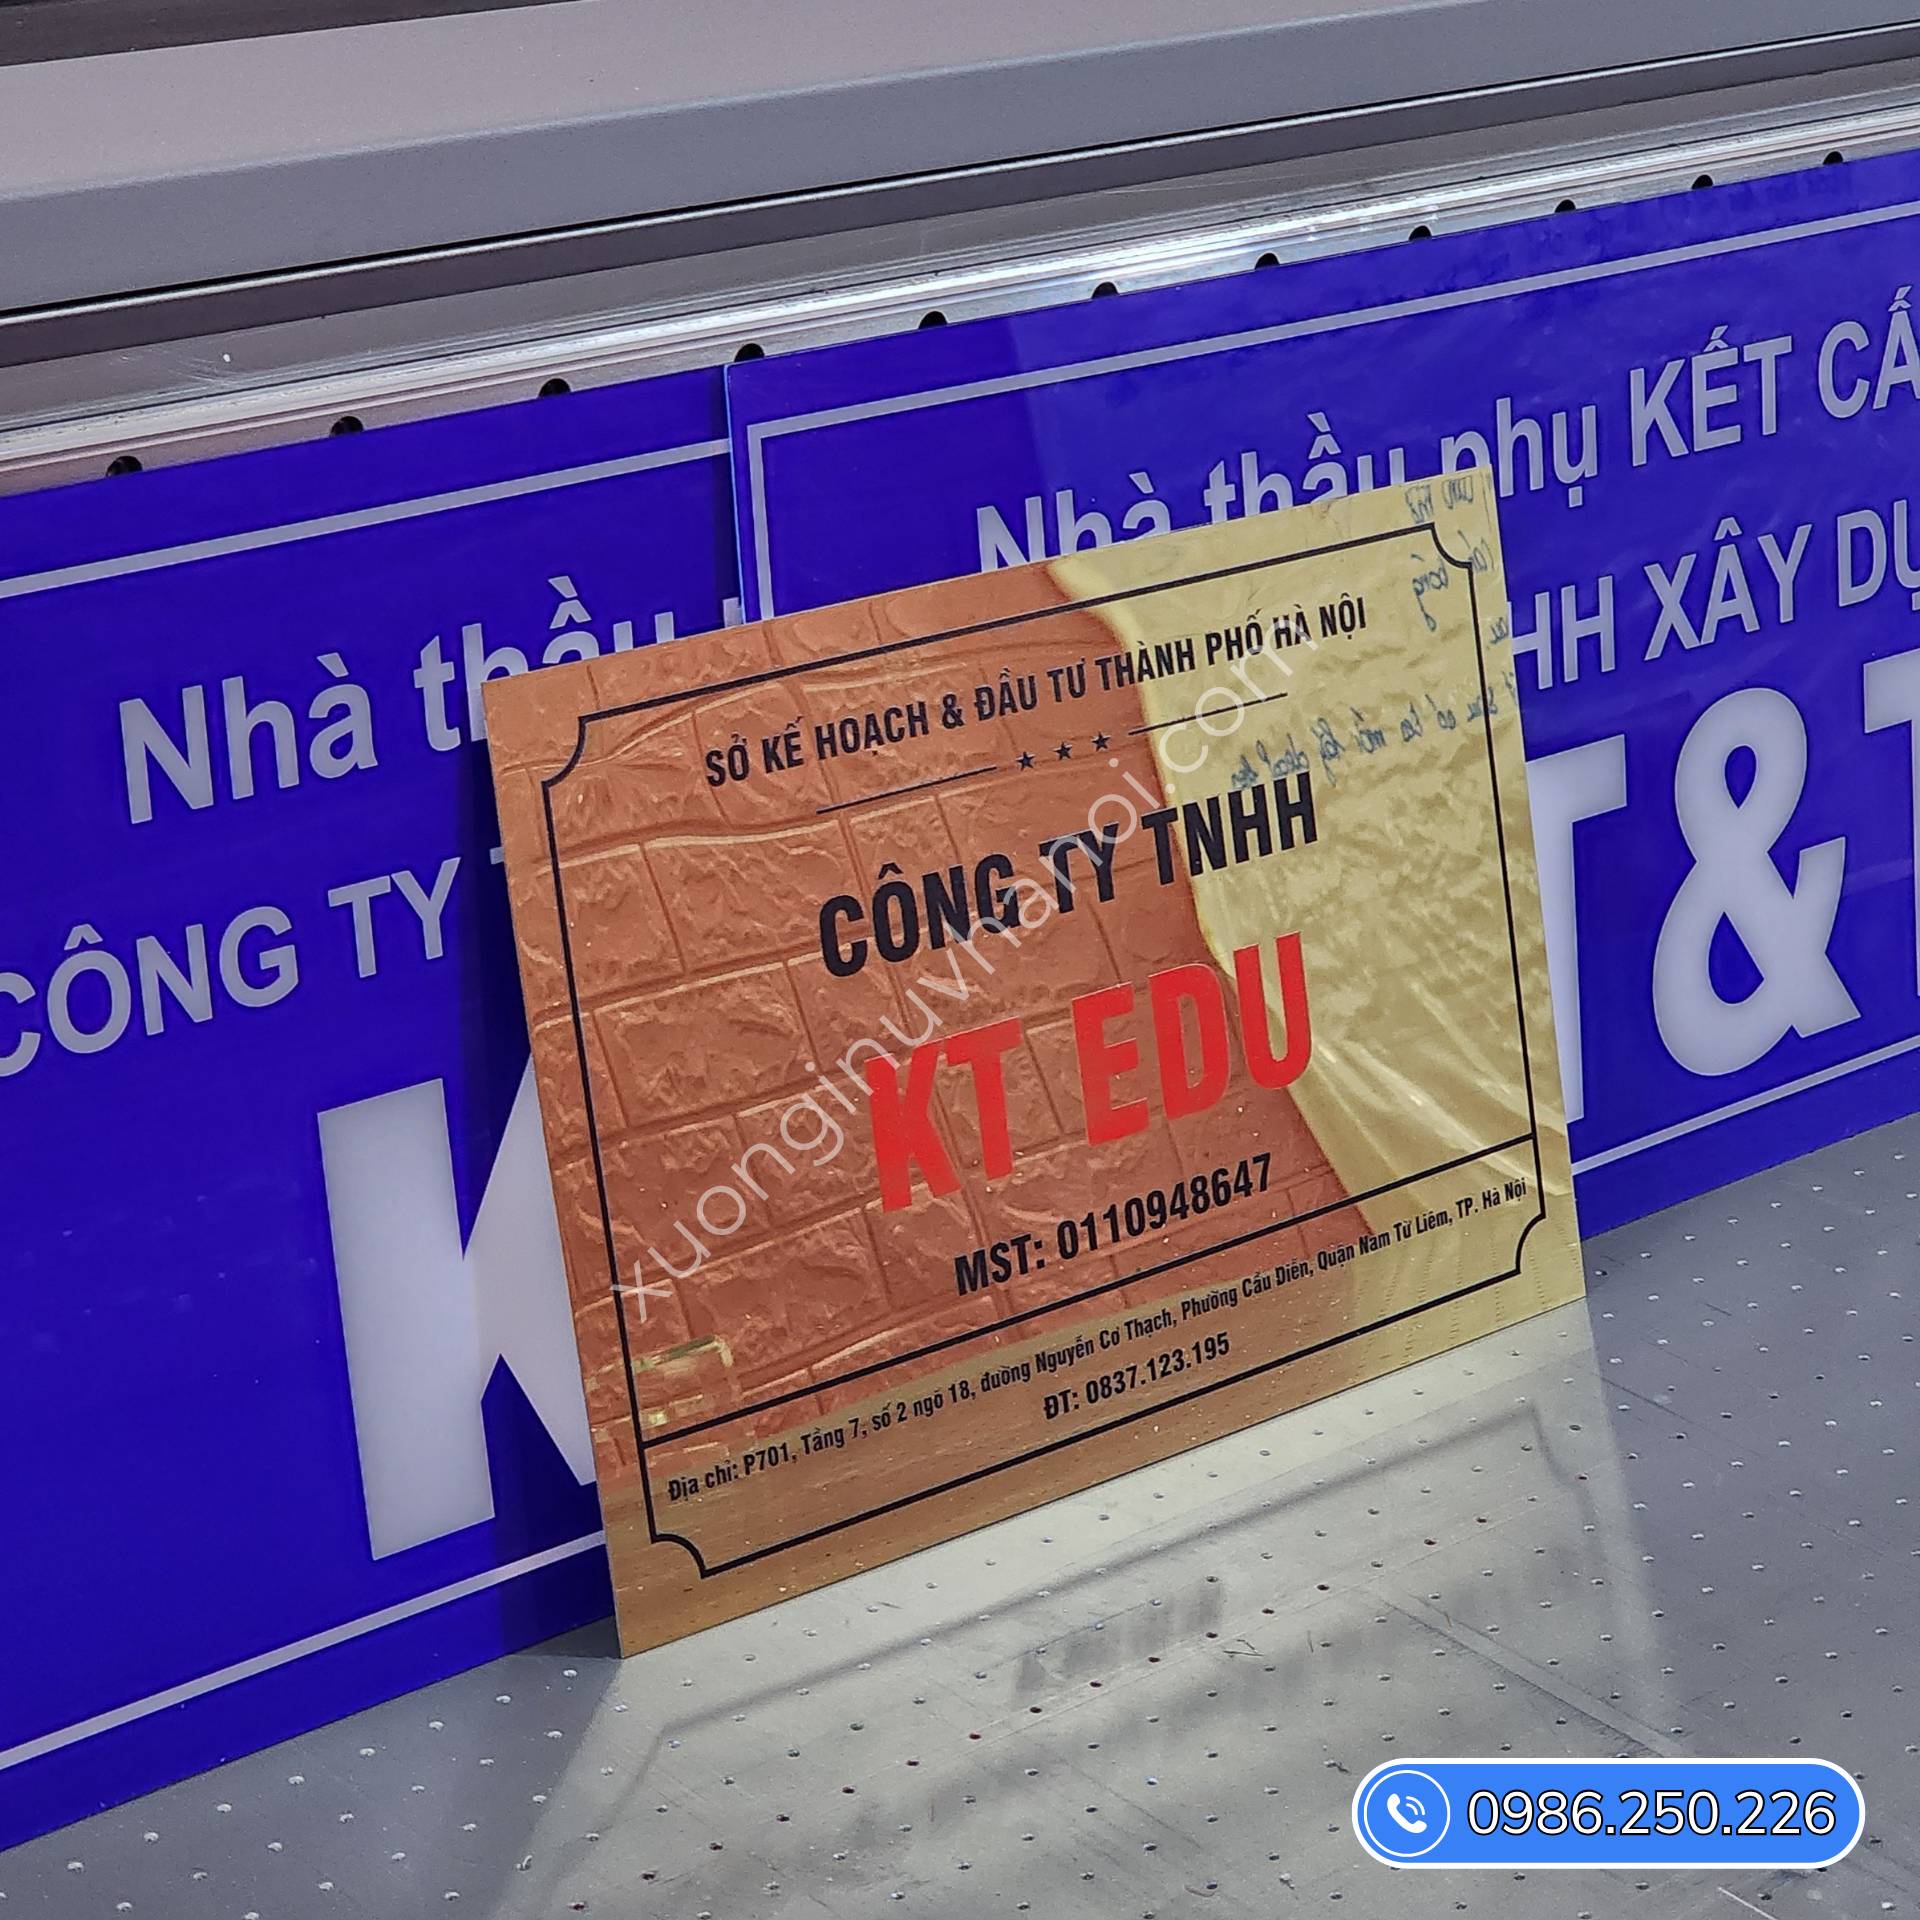 Nhà thầu phụ KẾT CẤ
HH XÂY DỰ
T&T
Nhà thầu
CÔNG TY
K
SỞ KẾ HOẠCH & ĐẦU TƯ THÀNH PHỐ HÀ NỘI
CÔNG TY TNHH
KT EDU
MST: 0110948647
Địa chỉ: P701, Tầng 7, số 2 ngõ 18, đường Nguyễn Cơ Thạch, Phường Cầu Diễn, Quận Nam Từ Liêm, TP. Hà Nội
ĐT: 0837.123.195
xuonginuvhanoi.com
0986.250.226